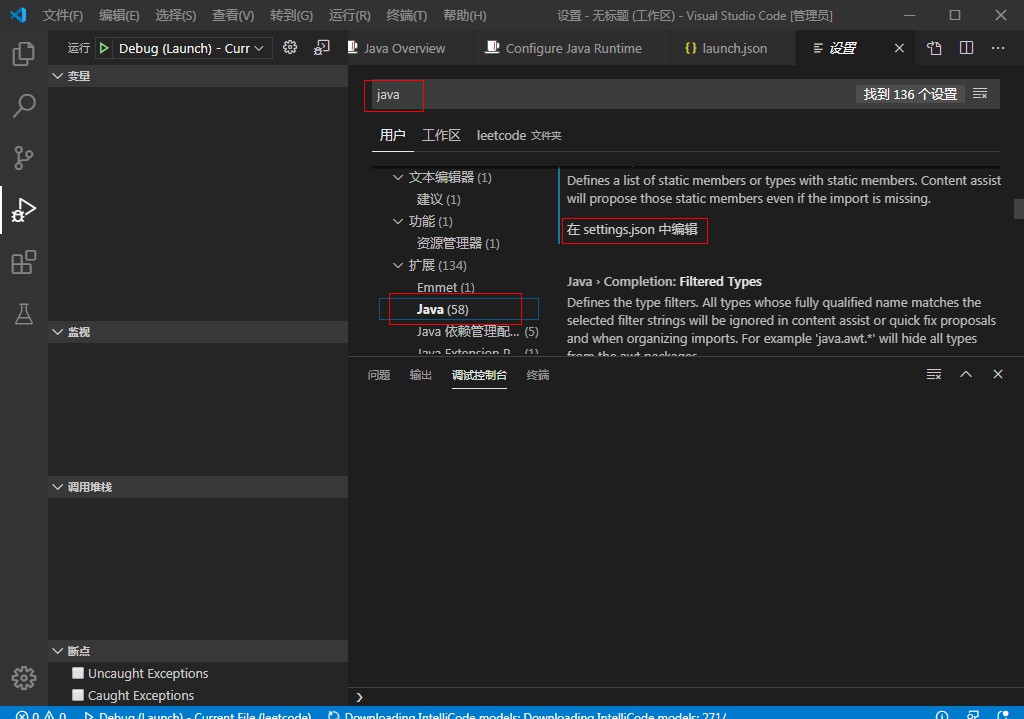 文件(F) 编辑(E) 选择(S) 查看(V) 转到(G) 运行(R) 终端(T) 帮助(H) 设置 - 无标题 (工作区) - Visual Studio Code [管理员]
运行 Debug (Launch) - Curr
Java Overview Configure Java Runtime {} launch.json 设置
变量
监视
调用堆栈
断点
Uncaught Exceptions
Caught Exceptions
java 找到 136 个设置
用户 工作区 leetcode 文件夹
文本编辑器 (1)
建议 (1)
功能 (1)
资源管理器 (1)
扩展 (134)
Emmet (1)
Java (58)
Java 依赖管理配... (5)
Java Extension P... (1)
Defines a list of static members or types with static members. Content assist
will propose those static members even if the import is missing.
在 settings.json 中编辑
Java › Completion: Filtered Types
Defines the type filters. All types whose fully qualified name matches the
selected filter strings will be ignored in content assist or quick fix proposals
and when organizing imports. For example 'java.awt.*' will hide all types
from the awt packages.
问题 输出 调试控制台 终端
0 0 Debug (Launch) - Current File (leetcode) Downloading IntelliCode models: Downloading IntelliCode models: 271/